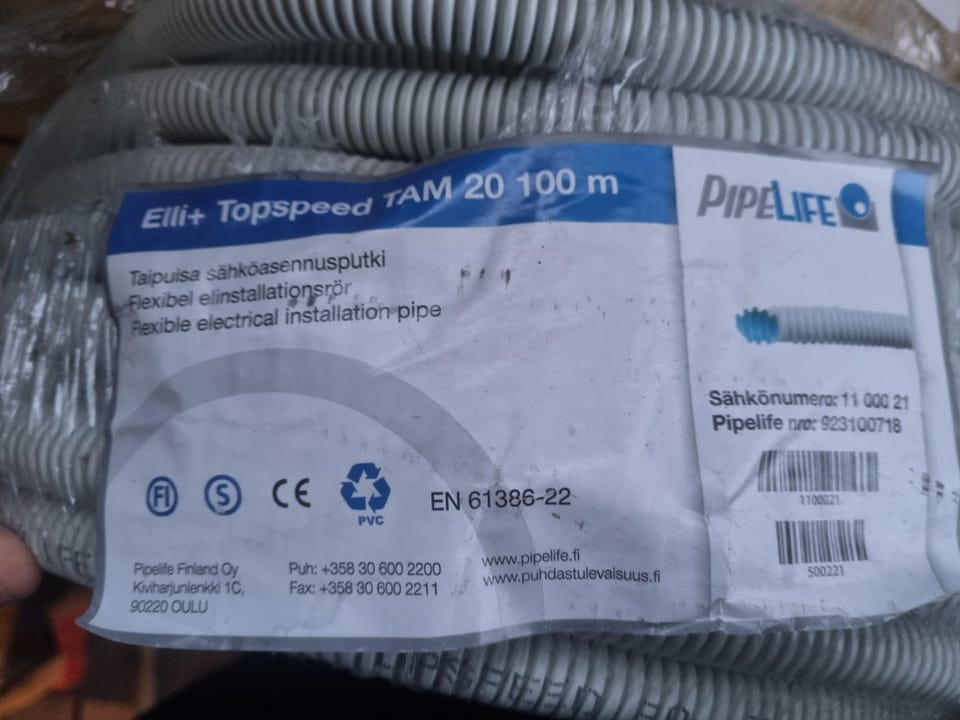 Elli+ Topspeed TAM 20 100 m
PIPELIFE
Taipuisa sähköasennusputki
Flexibel elinstallationsrör
Flexible electrical installation pipe
Sähkönumero: 11 000 21
Pipelife nro: 923100718
1100021
500221
FI
S
CE
PVC
EN 61386-22
Pipelife Finland Oy
Kiviharjunlenkki 1C,
90220 OULU
Puh: +358 30 600 2200
Fax: +358 30 600 2211
www.pipelife.fi
www.puhdastulevaisuus.fi